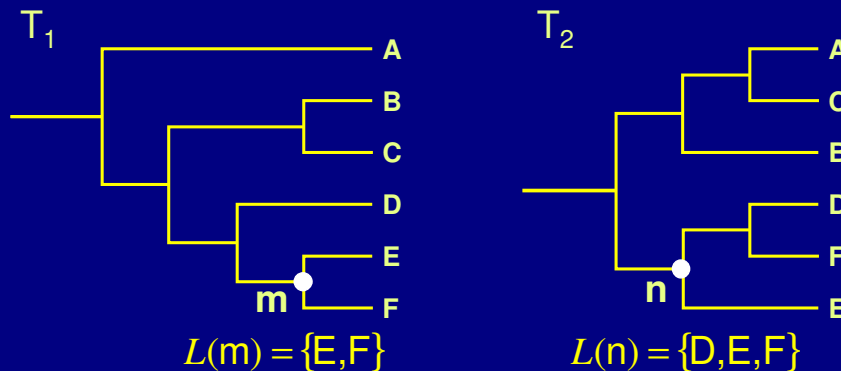 T1
A
B
C
D
E
F
m
L(m) = {E,F}
T2
A
C
B
D
F
E
n
L(n) = {D,E,F}